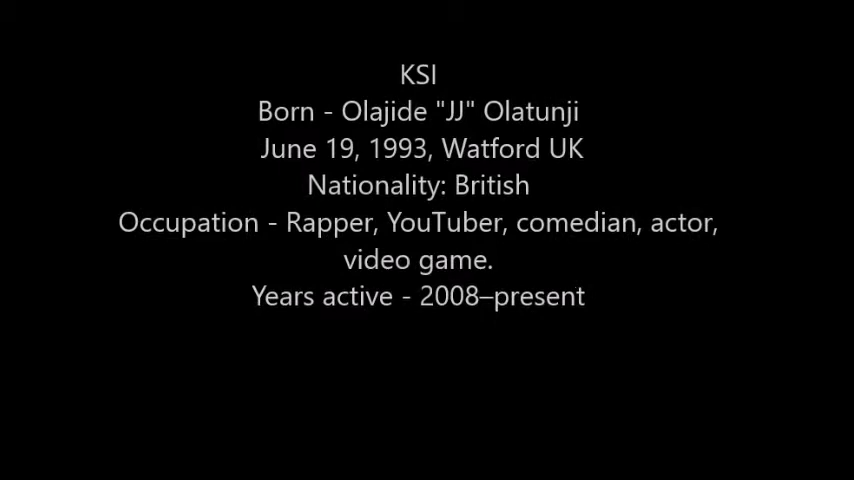 KSI
Born - Olajide "JJ" Olatunji
June 19, 1993, Watford UK
Nationality: British
Occupation - Rapper, YouTuber, comedian, actor,
video game.
Years active - 2008–present